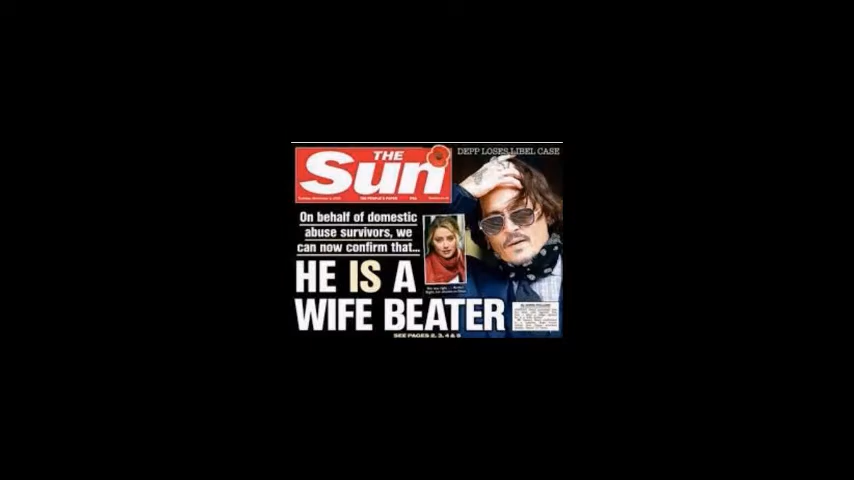 THE
Sun
DEPP LOSES LIBEL CASE
On behalf of domestic
abuse survivors, we
can now confirm that...
HE IS A
WIFE BEATER
SEE PAGES 2, 3, 4 & 5